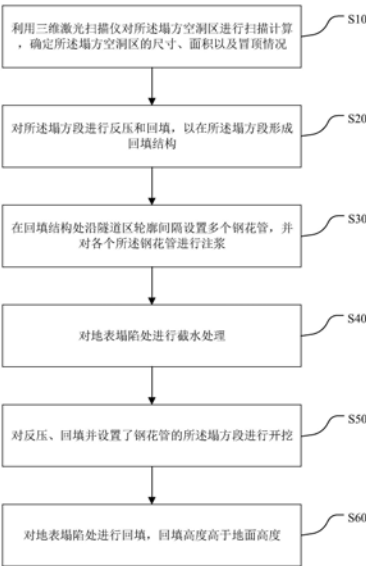 利用三维激光扫描仪对所述塌方空洞区进行扫描计算
，确定所述塌方空洞区的尺寸、面积以及冒顶情况
S10
对所述塌方段进行反压和回填，以在所述塌方段形成
回填结构
S20
在回填结构处沿隧道区轮廓间隔设置多个钢花管，并
对各个所述钢花管进行注浆
S30
对地表塌陷处进行截水处理
S40
对反压、回填并设置了钢花管的所述塌方段进行开挖
S50
对地表塌陷处进行回填，回填高度高于地面高度
S60